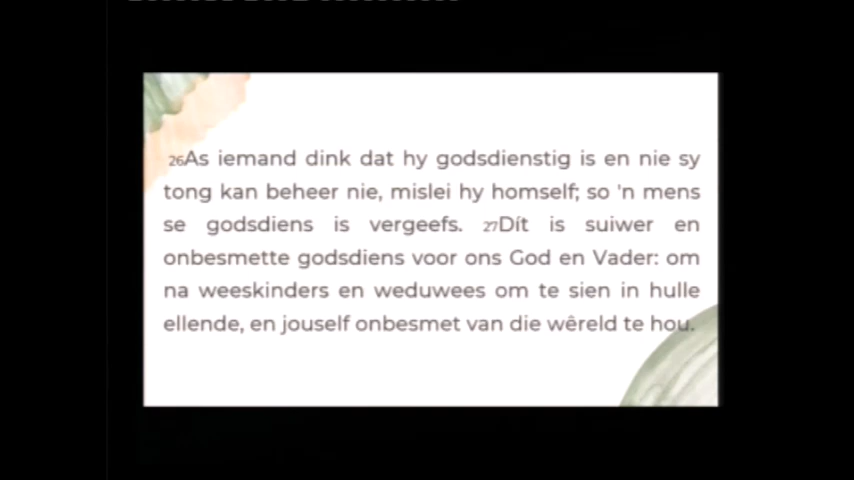 26As iemand dink dat hy godsdienstig is en nie sy
tong kan beheer nie, mislei hy homself; so 'n mens
se godsdiens is vergeefs. 27Dít is suiwer en
onbesmette godsdiens voor ons God en Vader: om
na weeskinders en weduwees om te sien in hulle
ellende, en jouself onbesmet van die wêreld te hou.